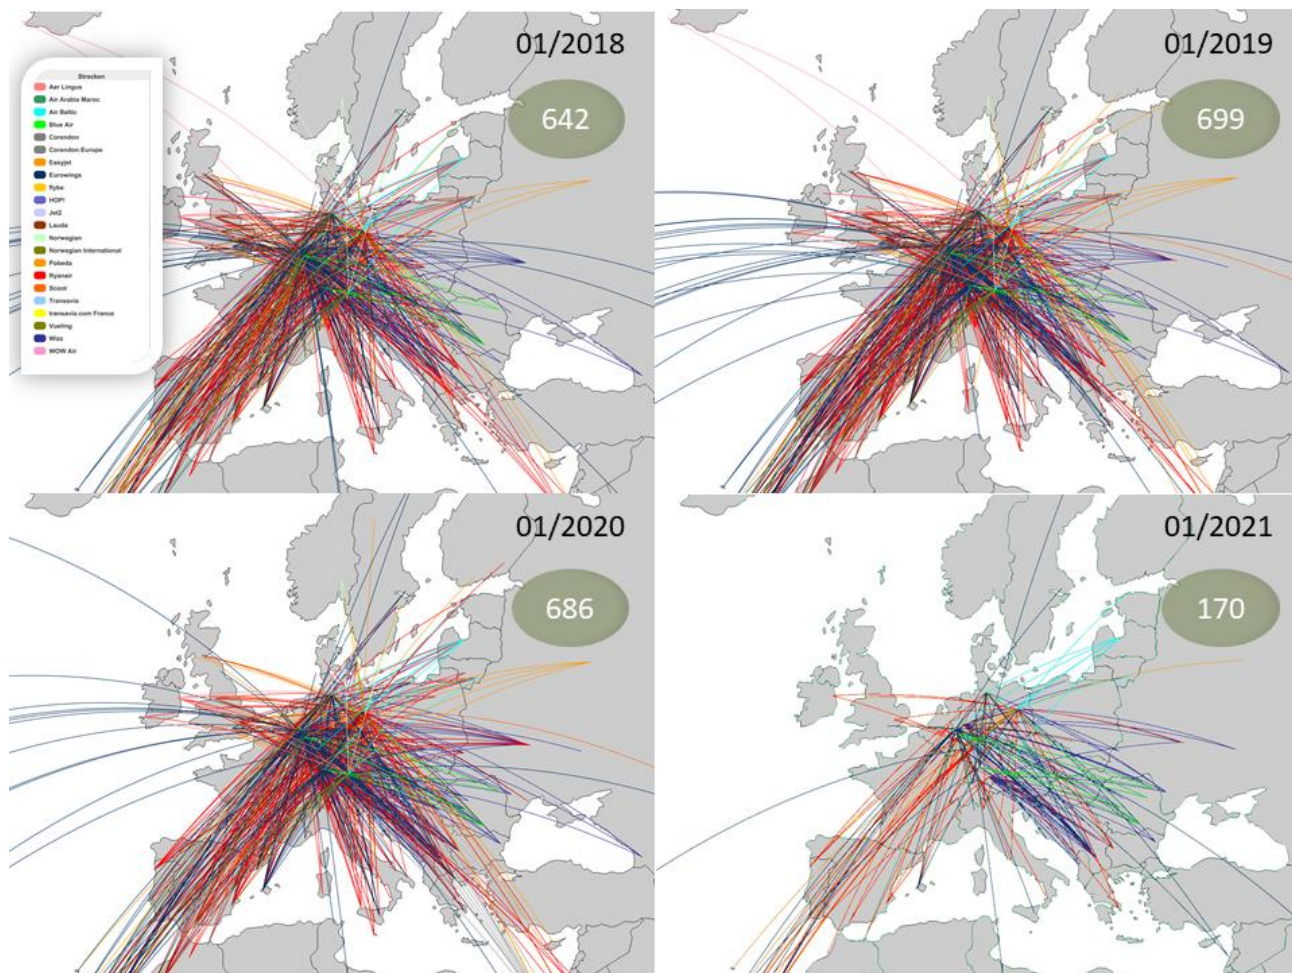 01/2018
642
Strecken
Aer Lingus
Air Arabia Maroc
Air Baltic
Blue Air
Corendon
Corendon Europe
Easyjet
Eurowings
flybe
HOP!
Jet2
Lauda
Norwegian
Norwegian International
Pobeda
Ryanair
Scoot
Transavia
transavia.com France
Vueling
Wizz
WOW Air
01/2019
699
01/2020
686
01/2021
170